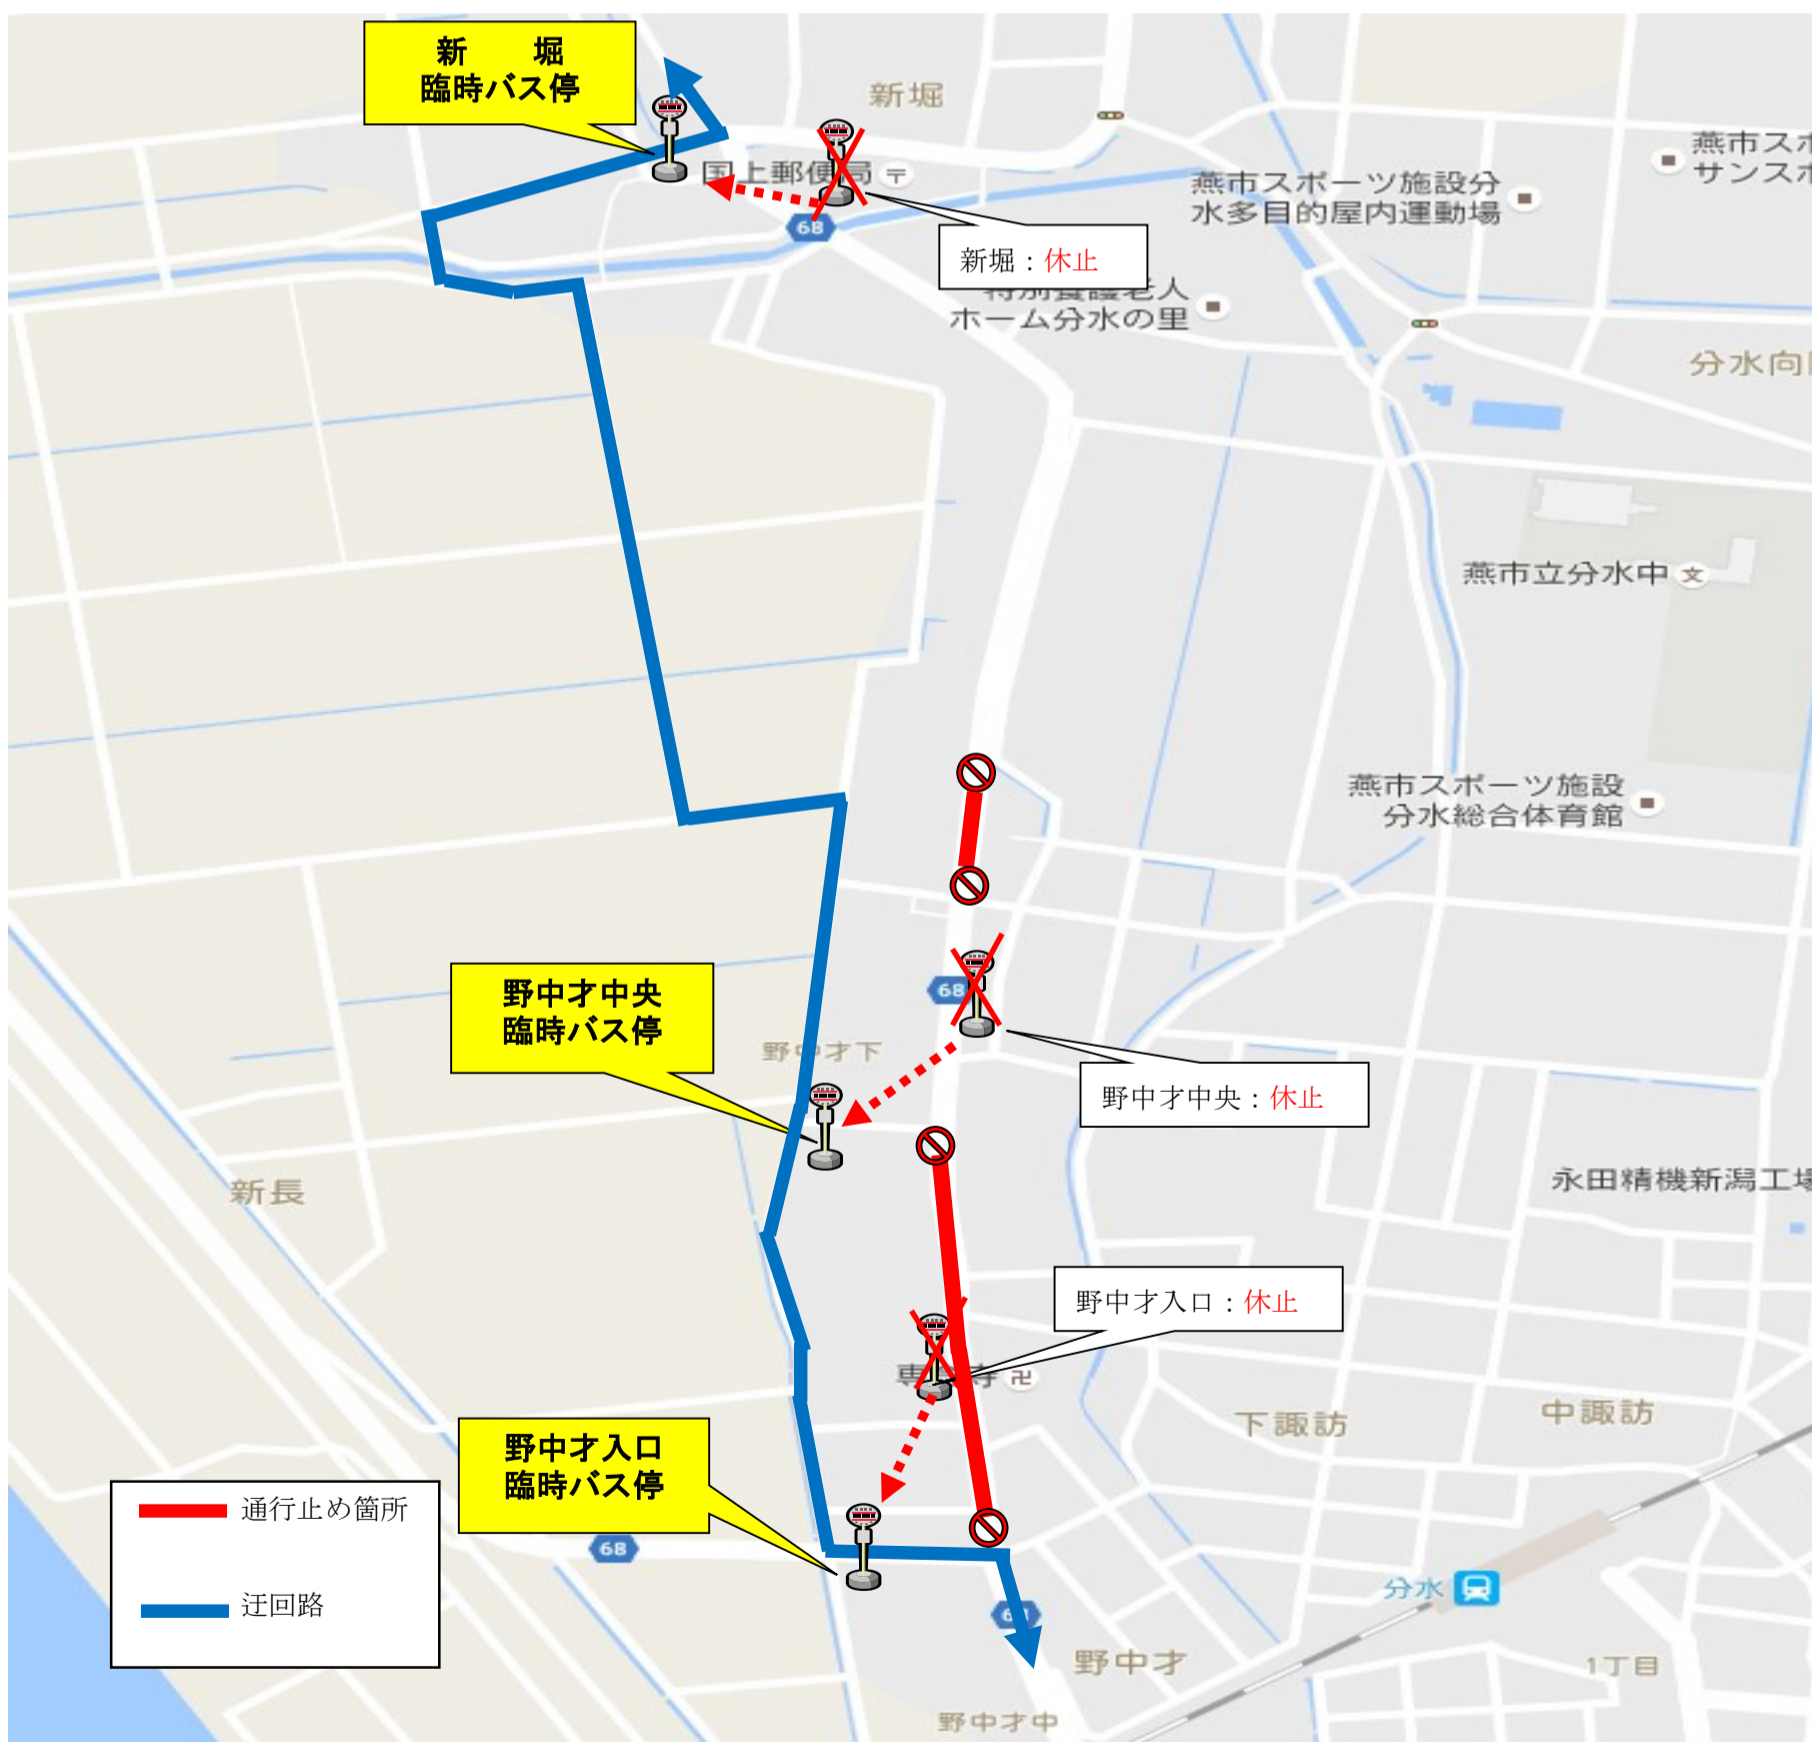 新 堀
臨時バス停
新堀
国上郵便局
〒
68
新堀：休止
燕市スポーツ施設分
水多目的屋内運動場
燕市スポ
サンスポ
ホーム分水の里
分水向
燕市立分水中
文
燕市スポーツ施設
分水総合体育館
68
野中才中央
臨時バス停
野中才下
野中才中央：休止
新長
永田精機新潟工場
野中才入口：休止
卍
下諏訪
中諏訪
野中才入口
臨時バス停
通行止め箇所
迂回路
68
分水
野中才
1丁目
野中才中